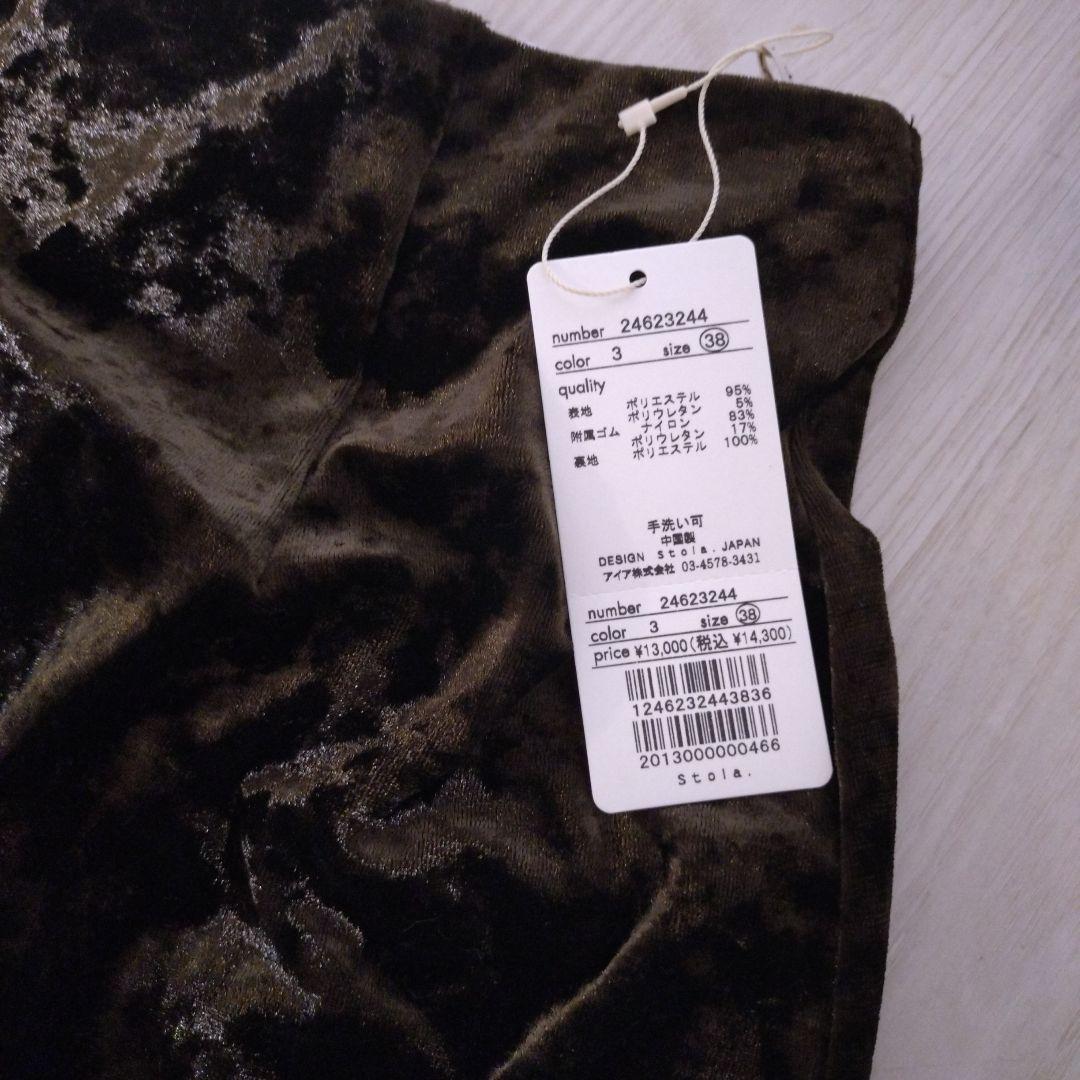 number 24623244
color 3 size 38
quality
表地 ポリエステル 95%
ポリウレタン 5%
附属ゴム ナイロン 83%
ポリウレタン 17%
裏地 ポリエステル 100%
手洗い可
中国製
DESIGN Stola. JAPAN
アイア株式会社 03-4578-3431
number 24623244
color 3 size 38
price ¥13,000(税込 ¥14,300)
1246232443836
2013000000466
Stola.